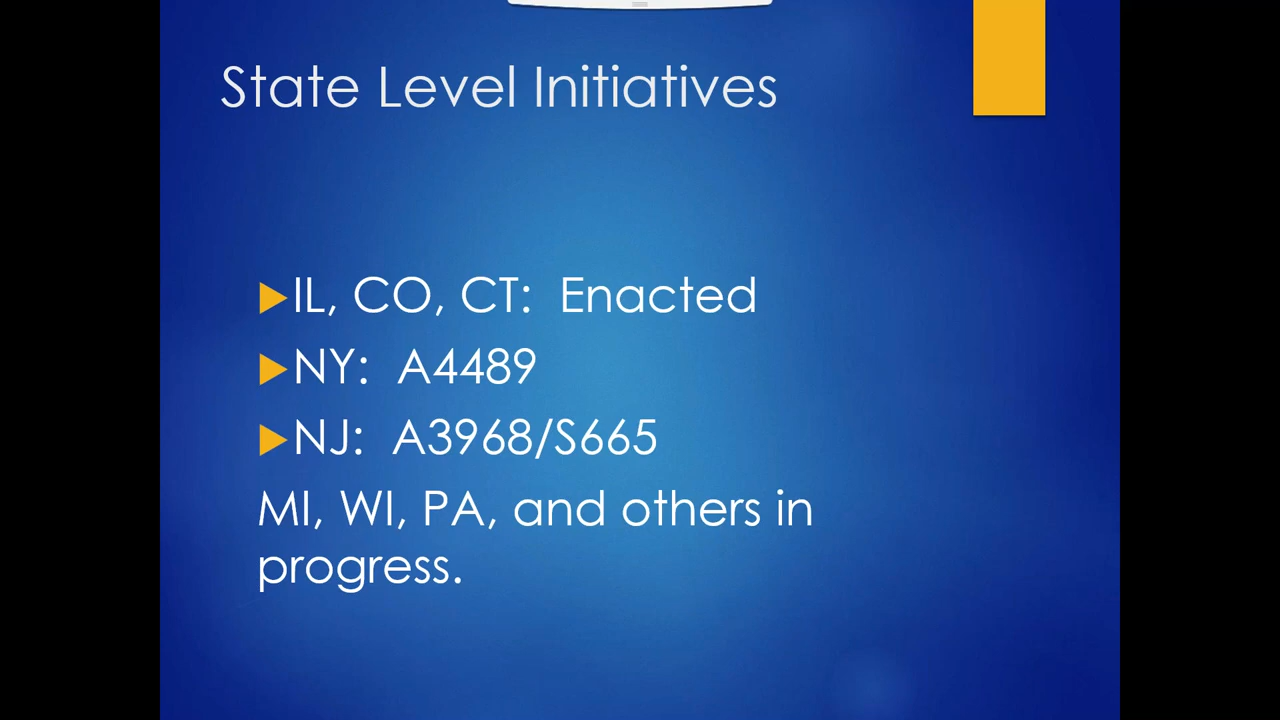 State Level Initiatives
IL, CO, CT:  Enacted
NY:  A4489
NJ:  A3968/S665
MI, WI, PA, and others in
progress.